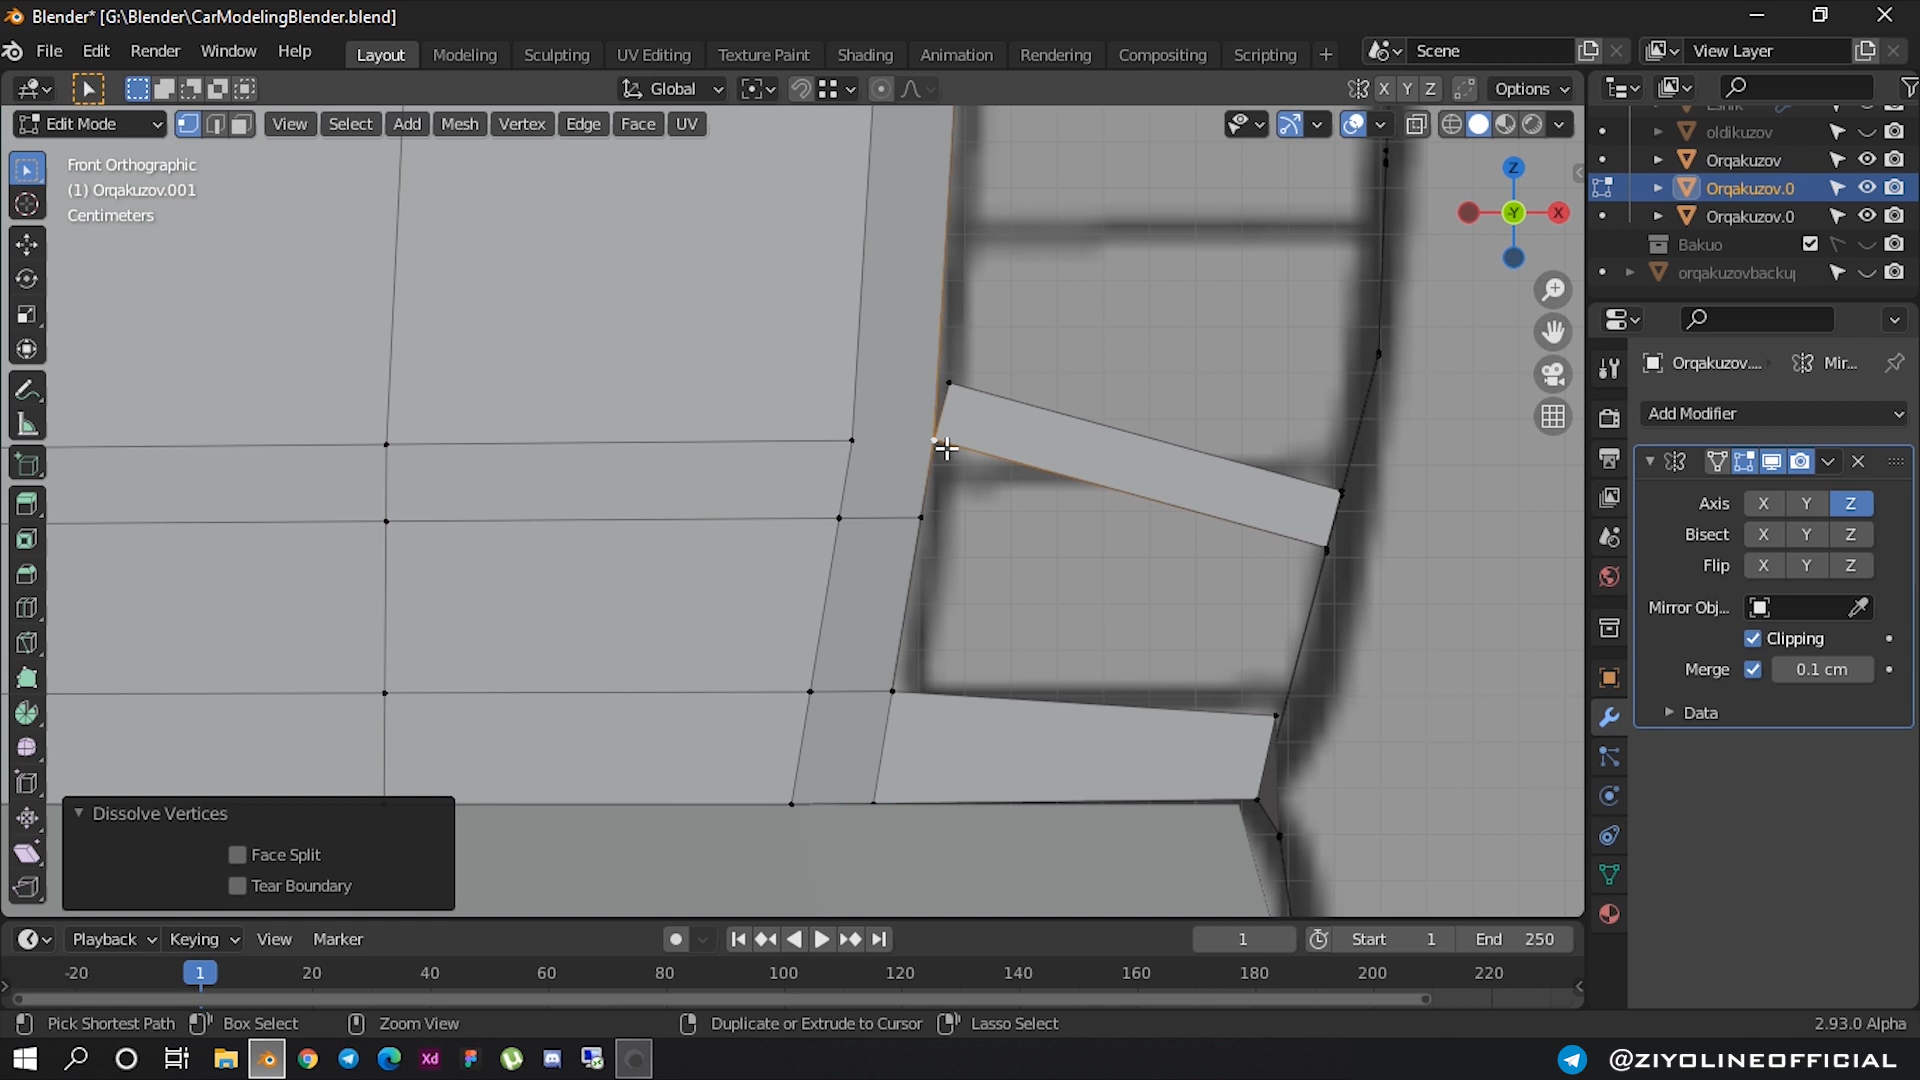 Blender* [G:\Blender\CarModelingBlender.blend]
File Edit Render Window Help Layout Modeling Sculpting UV Editing Texture Paint Shading Animation Rendering Compositing Scripting + Scene View Layer
Global X Y Z Options
Edit Mode View Select Add Mesh Vertex Edge Face UV
oldikuzov
Front Orthographic
(1) Orqakuzov.001
Centimeters
Orqakuzov
Orqakuzov.0
Orqakuzov.0
Bakuo
orqakuzovbackup
Z
-Y X
Orqakuzov.... Mir...
Add Modifier
Axis X Y Z
Bisect X Y Z
Flip X Y Z
Mirror Obj...
Clipping
Merge 0.1 cm
Data
Dissolve Vertices
Face Split
Tear Boundary
Playback Keying View Marker 1 Start 1 End 250
-20 1 20 40 60 80 100 120 140 160 180 200 220
Pick Shortest Path Box Select Zoom View Duplicate or Extrude to Cursor Lasso Select 2.93.0 Alpha
Xd @ZIYOLINEOFFICIAL